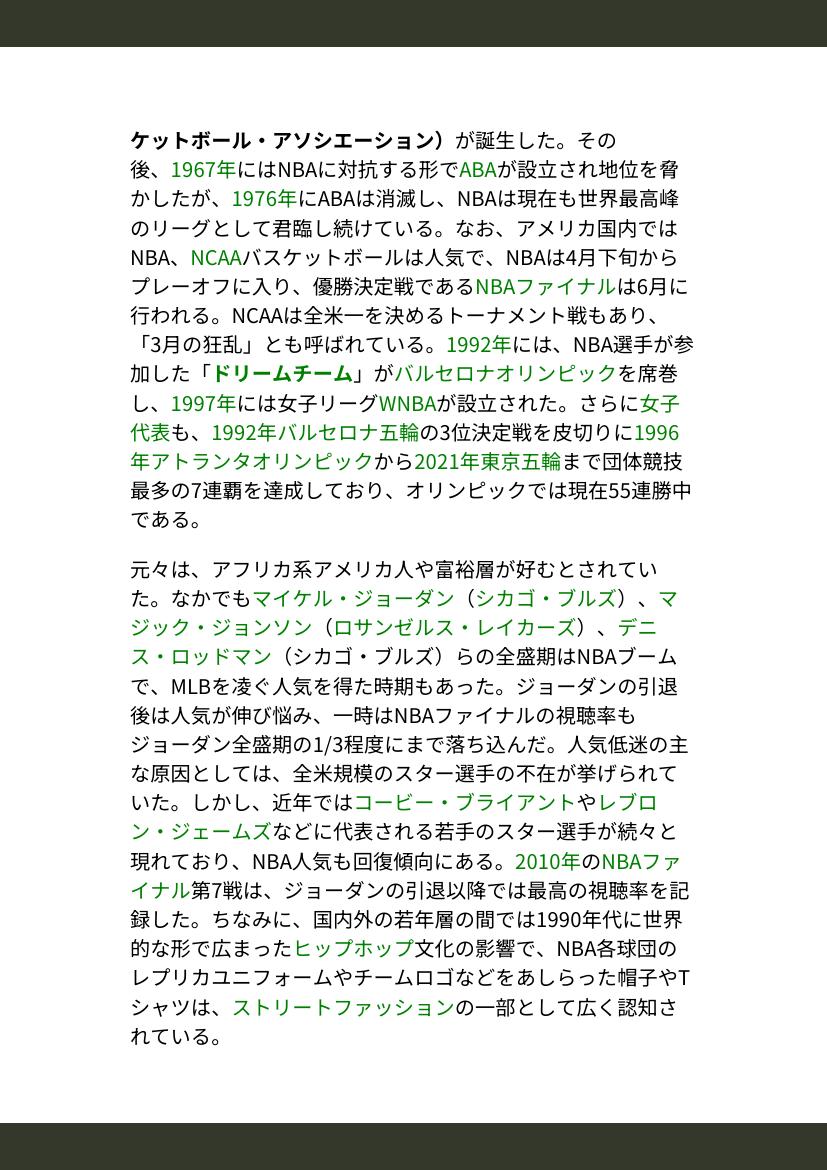 ケットボール・アソシエーション）が誕生した。その
後、1967年にはNBAに対抗する形でABAが設立され地位を脅
かしたが、1976年にABAは消滅し、NBAは現在も世界最高峰
のリーグとして君臨し続けている。なお、アメリカ国内では
NBA、NCAAバスケットボールは人気で、NBAは4月下旬から
プレーオフに入り、優勝決定戦であるNBAファイナルは6月に
行われる。NCAAは全米一を決めるトーナメント戦もあり、
「3月の狂乱」とも呼ばれている。1992年には、NBA選手が参
加した「ドリームチーム」がバルセロナオリンピックを席巻
し、1997年には女子リーグWNBAが設立された。さらに女子
代表も、1992年バルセロナ五輪の3位決定戦を皮切りに1996
年アトランタオリンピックから2021年東京五輪まで団体競技
最多の7連覇を達成しており、オリンピックでは現在55連勝中
である。
元々は、アフリカ系アメリカ人や富裕層が好むとされてい
た。なかでもマイケル・ジョーダン（シカゴ・ブルズ）、マ
ジック・ジョンソン（ロサンゼルス・レイカーズ）、デニ
ス・ロッドマン（シカゴ・ブルズ）らの全盛期はNBAブーム
で、MLBを凌ぐ人気を得た時期もあった。ジョーダンの引退
後は人気が伸び悩み、一時はNBAファイナルの視聴率も
ジョーダン全盛期の1/3程度にまで落ち込んだ。人気低迷の主
な原因としては、全米規模のスター選手の不在が挙げられて
いた。しかし、近年ではコービー・ブライアントやレブロ
ン・ジェームズなどに代表される若手のスター選手が続々と
現れており、NBA人気も回復傾向にある。2010年のNBAファ
イナル第7戦は、ジョーダンの引退以降では最高の視聴率を記
録した。ちなみに、国内外の若年層の間では1990年代に世界
的な形で広まったヒップホップ文化の影響で、NBA各球団の
レプリカユニフォームやチームロゴなどをあしらった帽子やT
シャツは、ストリートファッションの一部として広く認知さ
れている。